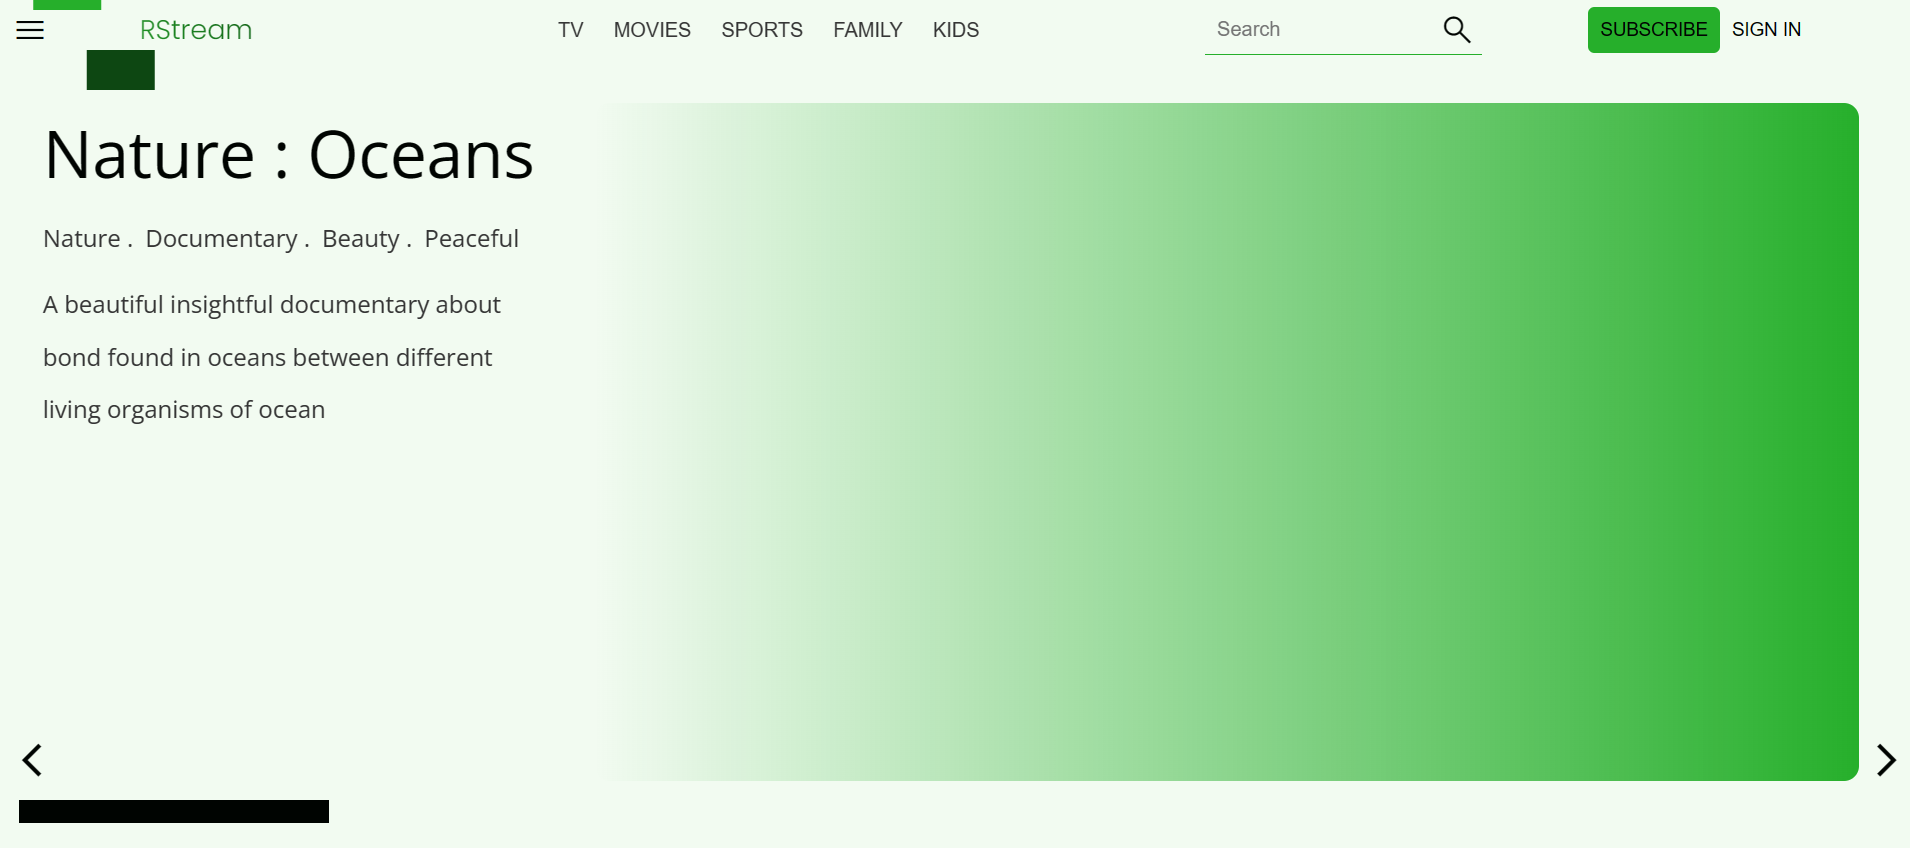 RStream
TV MOVIES SPORTS FAMILY KIDS
Search
SUBSCRIBE SIGN IN
Nature : Oceans
Nature . Documentary . Beauty . Peaceful
A beautiful insightful documentary about
bond found in oceans between different
living organisms of ocean